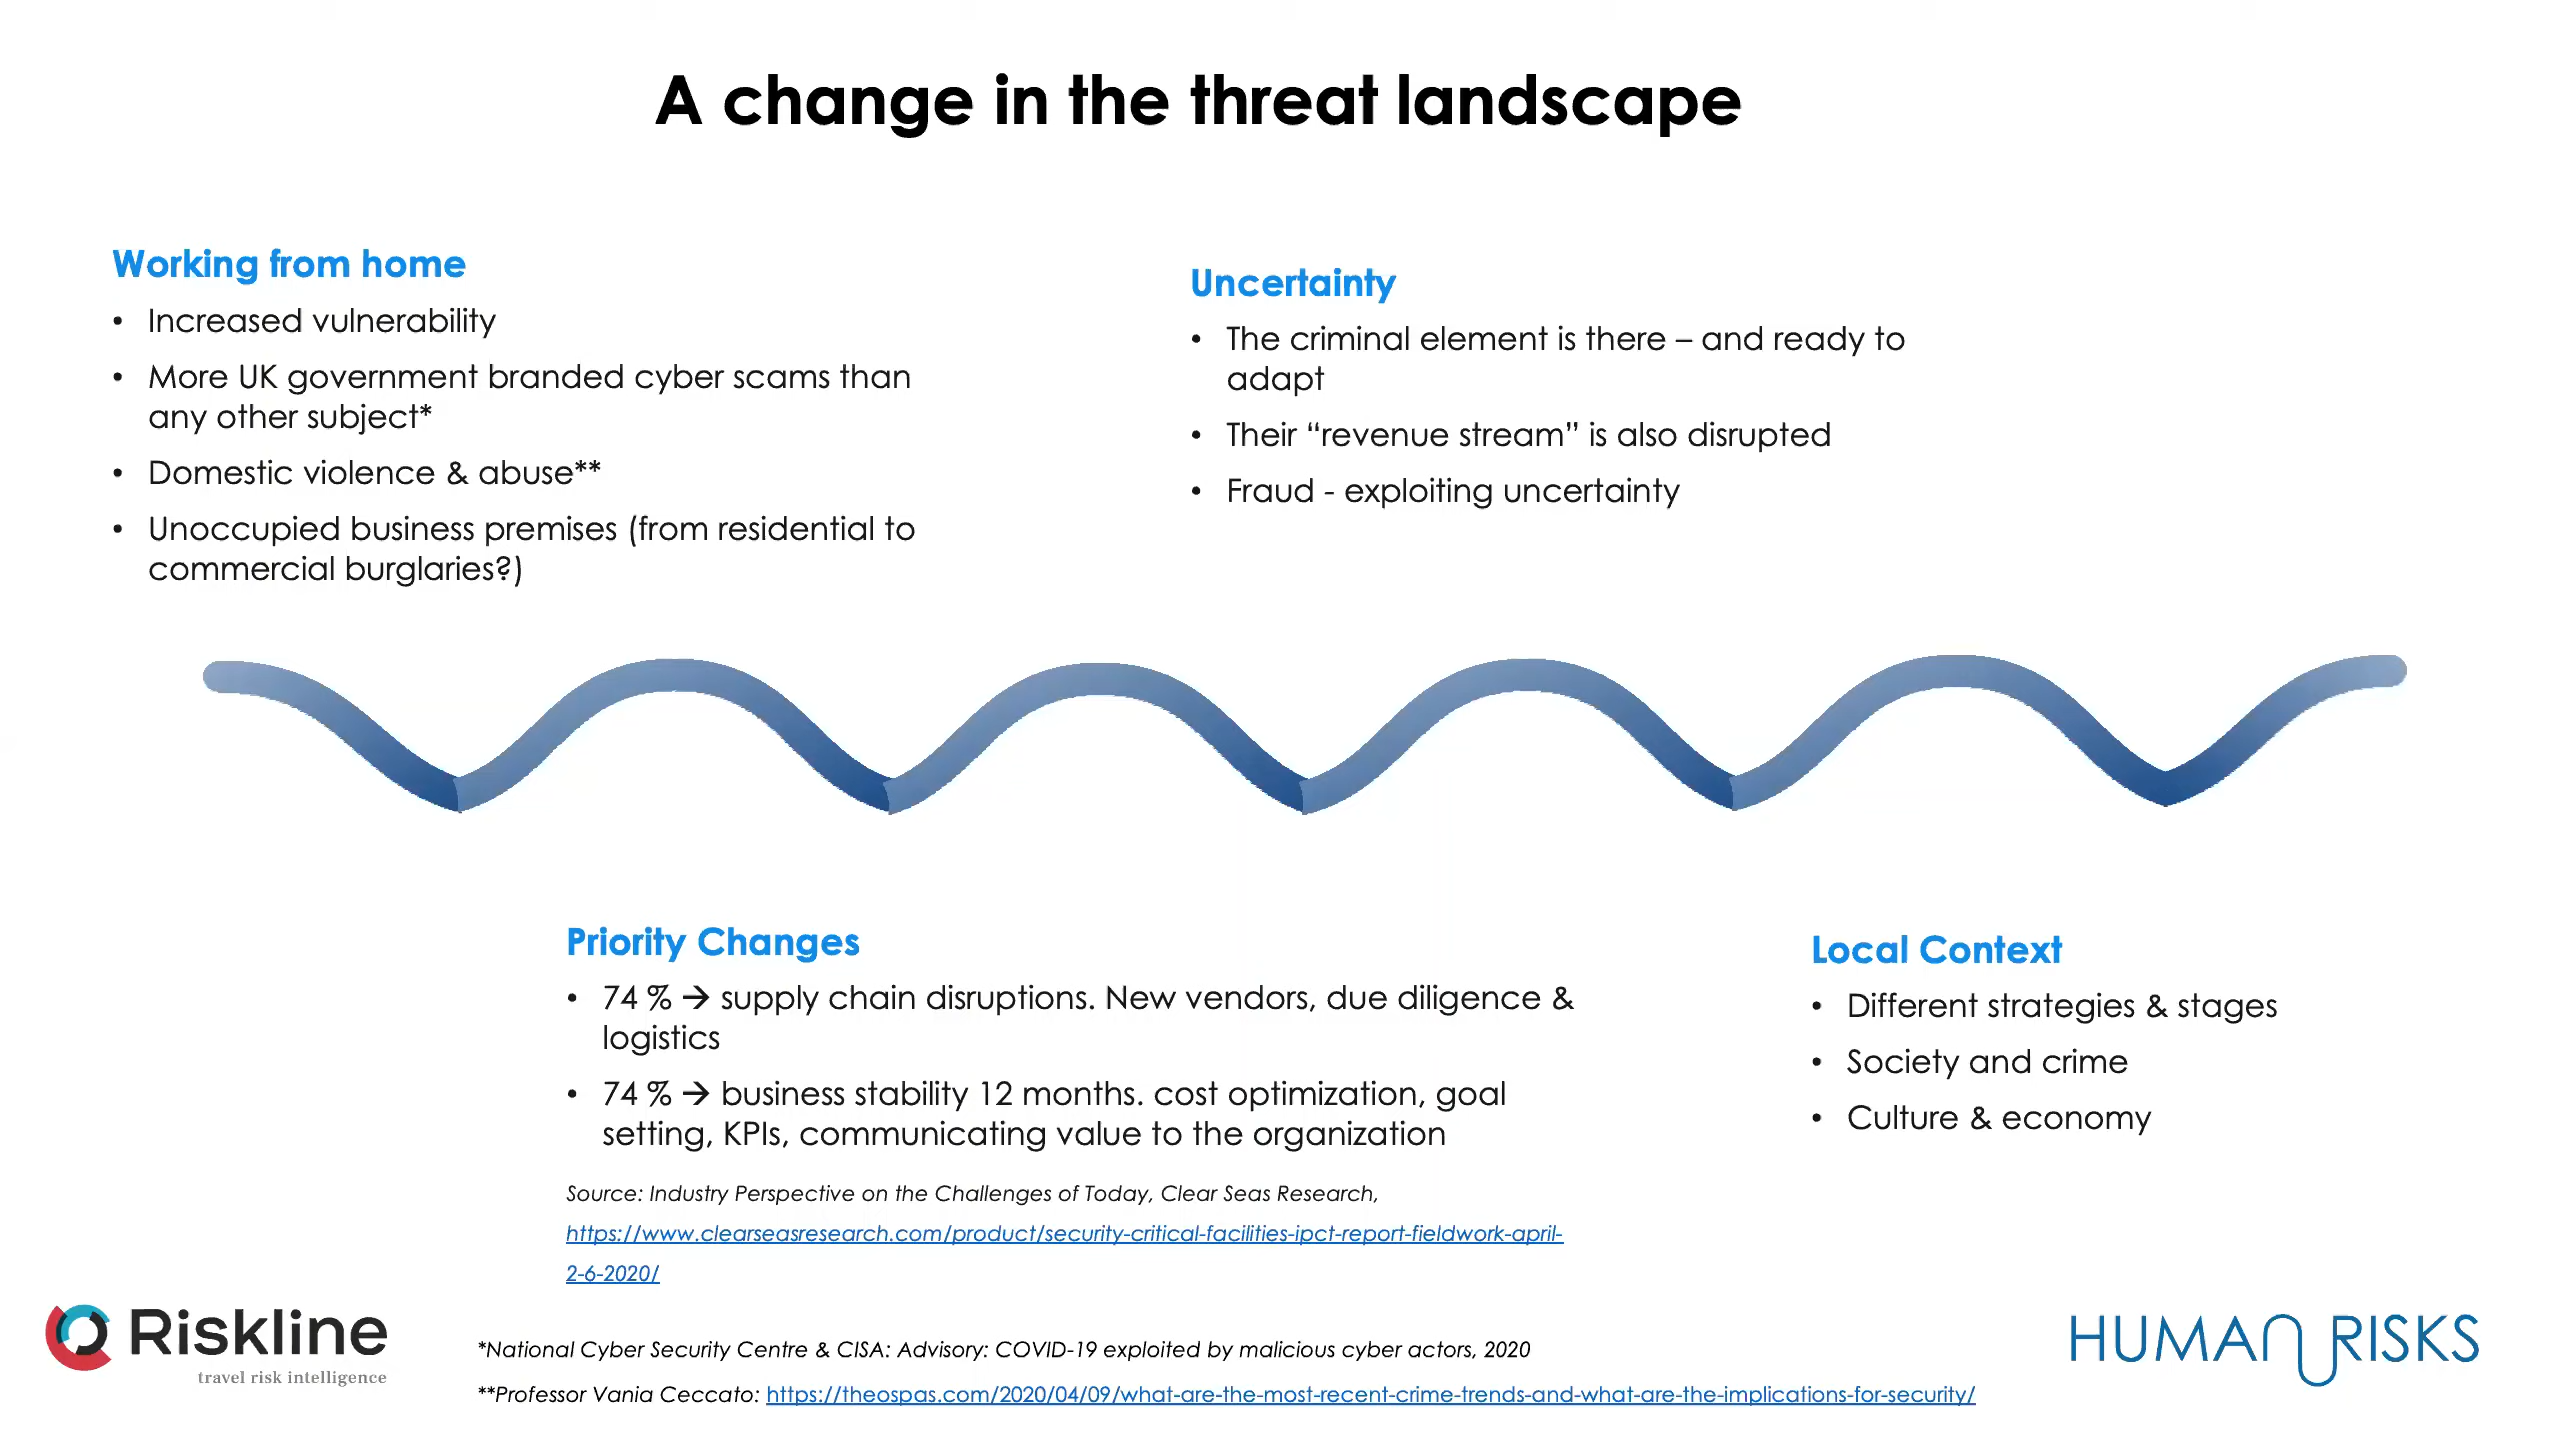 A change in the threat landscape
Working from home
• Increased vulnerability
• More UK government branded cyber scams than
any other subject*
• Domestic violence & abuse**
• Unoccupied business premises (from residential to
commercial burglaries?)
Uncertainty
• The criminal element is there – and ready to
adapt
• Their “revenue stream” is also disrupted
• Fraud - exploiting uncertainty
Priority Changes
• 74 % → supply chain disruptions. New vendors, due diligence &
logistics
• 74 % → business stability 12 months. cost optimization, goal
setting, KPIs, communicating value to the organization
Source: Industry Perspective on the Challenges of Today, Clear Seas Research,
https://www.clearseasresearch.com/product/security-critical-facilities-ipct-report-fieldwork-april-
2-6-2020/
Local Context
• Different strategies & stages
• Society and crime
• Culture & economy
Riskline
travel risk intelligence
*National Cyber Security Centre & CISA: Advisory: COVID-19 exploited by malicious cyber actors, 2020
**Professor Vania Ceccato: https://theospas.com/2020/04/09/what-are-the-most-recent-crime-trends-and-what-are-the-implications-for-security/
HUMAN RISKS